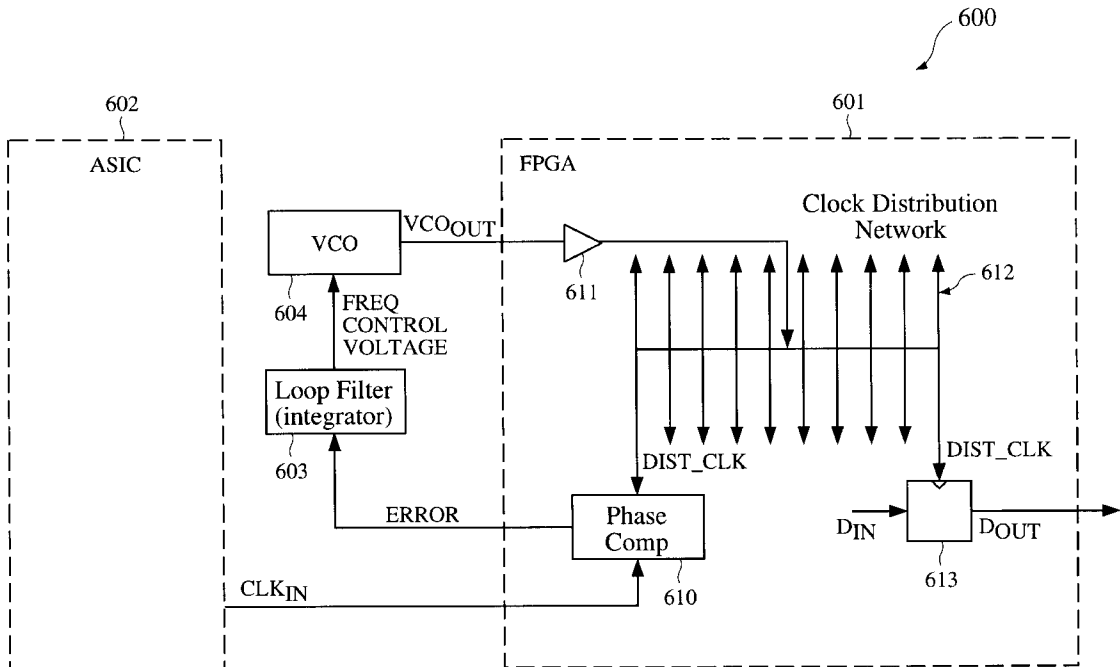 600
602
601
ASIC
FPGA
Clock Distribution
Network
VCO
VCOOUT
611
612
604
FREQ
CONTROL
VOLTAGE
Loop Filter
(integrator)
603
DIST_CLK
DIST_CLK
ERROR
Phase
Comp
DIN
DOUT
CLKIN
610
613